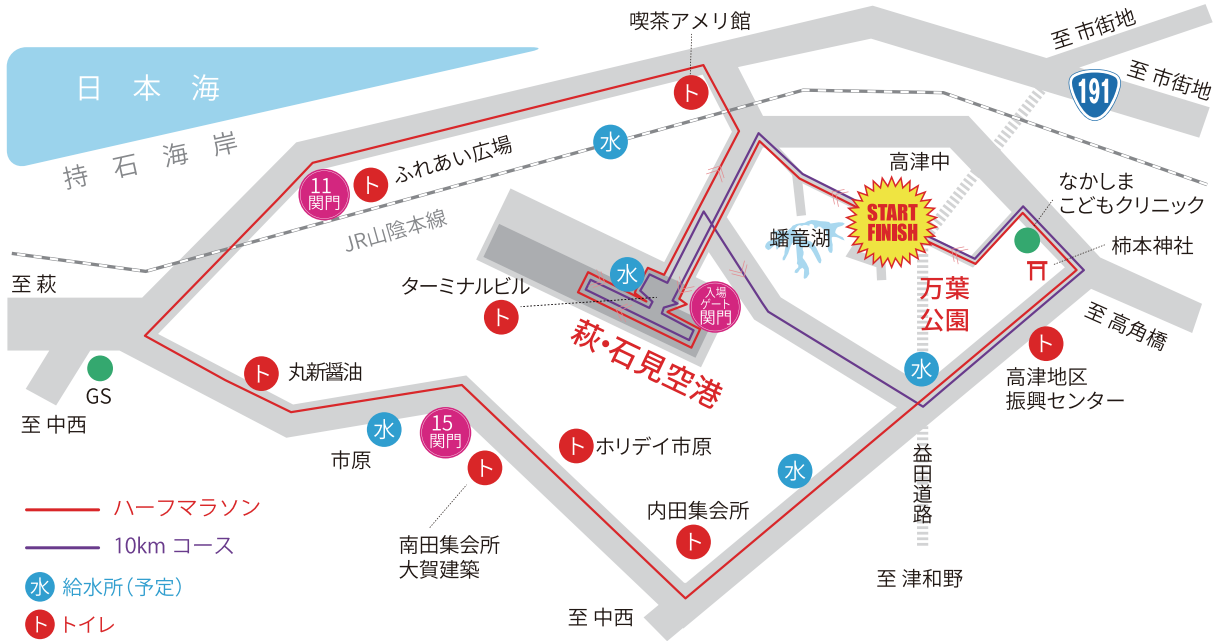 喫茶アメリ館
至 市街地
191
至 市街地
日本海
持石海岸
ト
水
ふれあい広場
ト
11
関門
JR山陰本線
高津中
START
FINISH
蟠竜湖
なかしま
こどもクリニック
柿本神社
至 萩
ターミナルビル
ト
水
入場
ゲート
関門
萩・石見空港
万葉
公園
至 高角橋
ト
高津地区
振興センター
水
GS
至 中西
ト
丸新醤油
水
市原
15
関門
ト
南田集会所
大賀建築
ト
ホリデイ市原
水
内田集会所
ト
益田道路
至 津和野
至 中西
ハーフマラソン
10km コース
水 給水所(予定)
ト トイレ